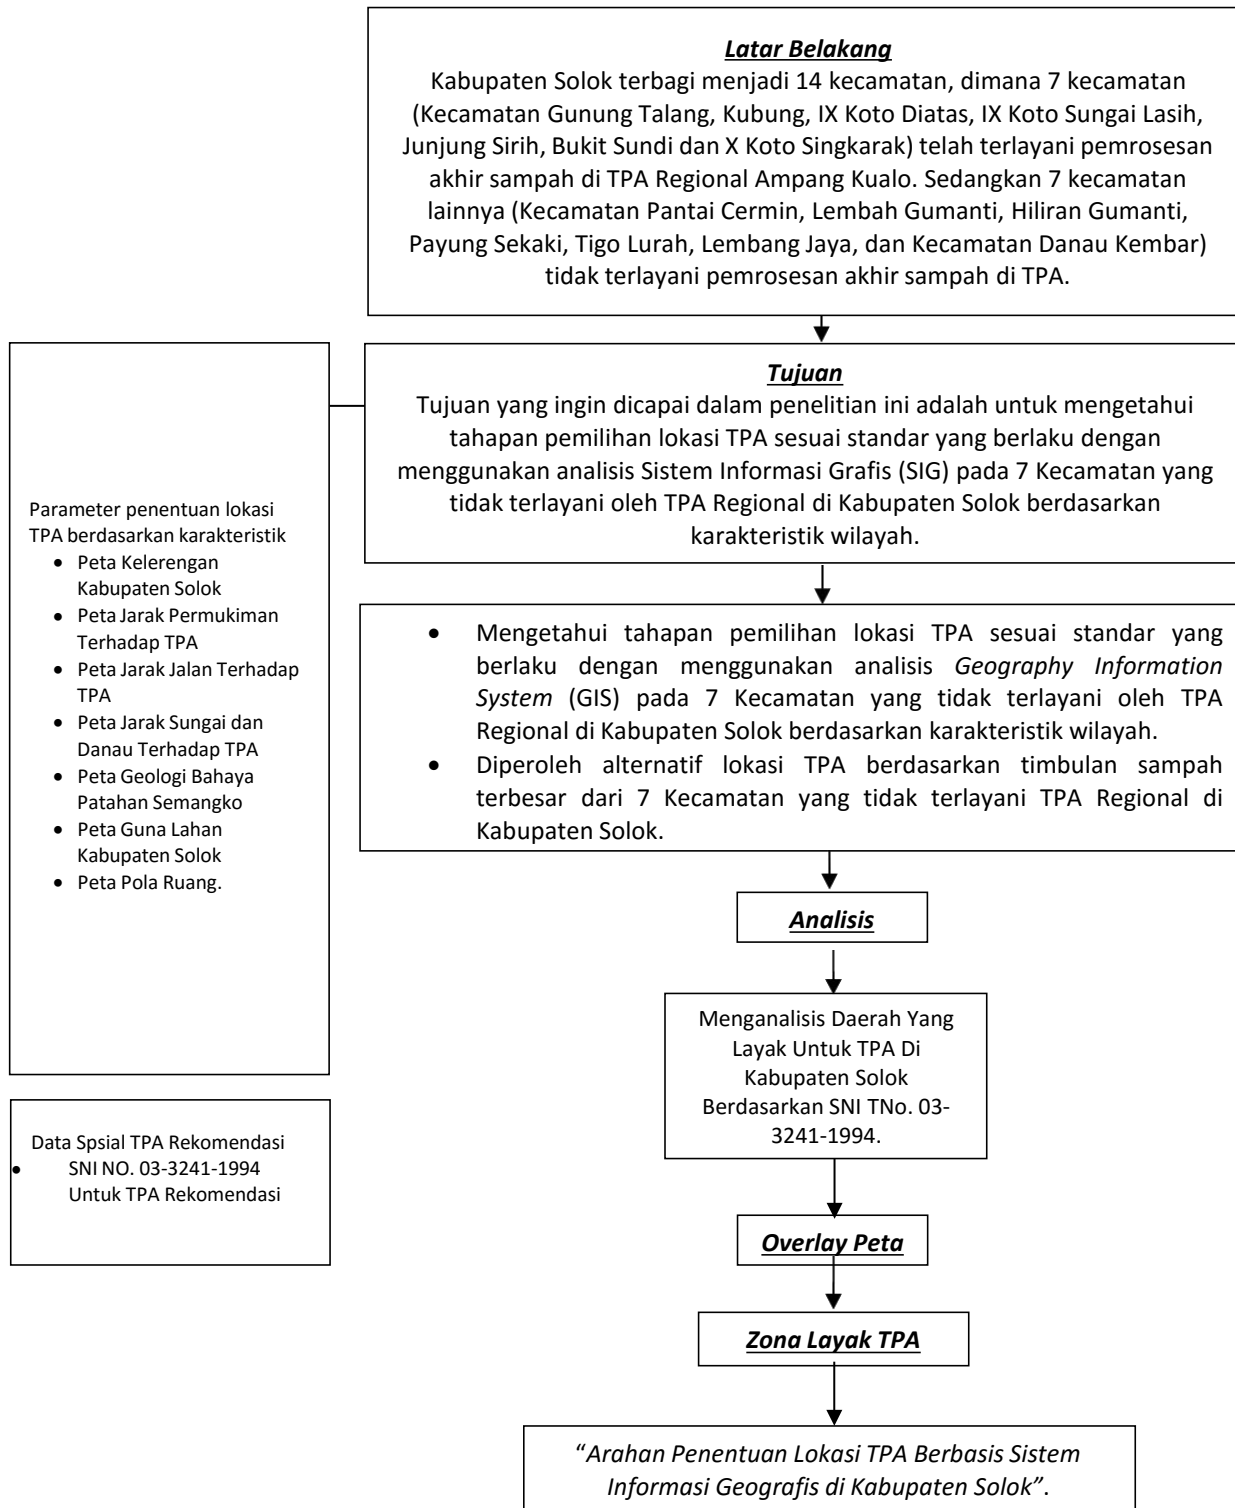 Latar Belakang
Kabupaten Solok terbagi menjadi 14 kecamatan, dimana 7 kecamatan
(Kecamatan Gunung Talang, Kubung, IX Koto Diatas, IX Koto Sungai Lasih,
Junjung Sirih, Bukit Sundi dan X Koto Singkarak) telah terlayani pemrosesan
akhir sampah di TPA Regional Ampang Kualo. Sedangkan 7 kecamatan
lainnya (Kecamatan Pantai Cermin, Lembah Gumanti, Hiliran Gumanti,
Payung Sekaki, Tigo Lurah, Lembang Jaya, dan Kecamatan Danau Kembar)
tidak terlayani pemrosesan akhir sampah di TPA.
Tujuan
Tujuan yang ingin dicapai dalam penelitian ini adalah untuk mengetahui
tahapan pemilihan lokasi TPA sesuai standar yang berlaku dengan
menggunakan analisis Sistem Informasi Grafis (SIG) pada 7 Kecamatan yang
tidak terlayani oleh TPA Regional di Kabupaten Solok berdasarkan
karakteristik wilayah.
Parameter penentuan lokasi
TPA berdasarkan karakteristik
• Peta Kelerengan
Kabupaten Solok
• Peta Jarak Permukiman
Terhadap TPA
• Peta Jarak Jalan Terhadap
TPA
• Peta Jarak Sungai dan
Danau Terhadap TPA
• Peta Geologi Bahaya
Patahan Semangko
• Peta Guna Lahan
Kabupaten Solok
• Peta Pola Ruang.
• Mengetahui tahapan pemilihan lokasi TPA sesuai standar yang
berlaku dengan menggunakan analisis Geography Information
System (GIS) pada 7 Kecamatan yang tidak terlayani oleh TPA
Regional di Kabupaten Solok berdasarkan karakteristik wilayah.
• Diperoleh alternatif lokasi TPA berdasarkan timbulan sampah
terbesar dari 7 Kecamatan yang tidak terlayani TPA Regional di
Kabupaten Solok.
Analisis
Menganalisis Daerah Yang
Layak Untuk TPA Di
Kabupaten Solok
Berdasarkan SNI TNo. 03-
3241-1994.
Data Spsial TPA Rekomendasi
• SNI NO. 03-3241-1994
Untuk TPA Rekomendasi
Overlay Peta
Zona Layak TPA
“Arahan Penentuan Lokasi TPA Berbasis Sistem
Informasi Geografis di Kabupaten Solok”.